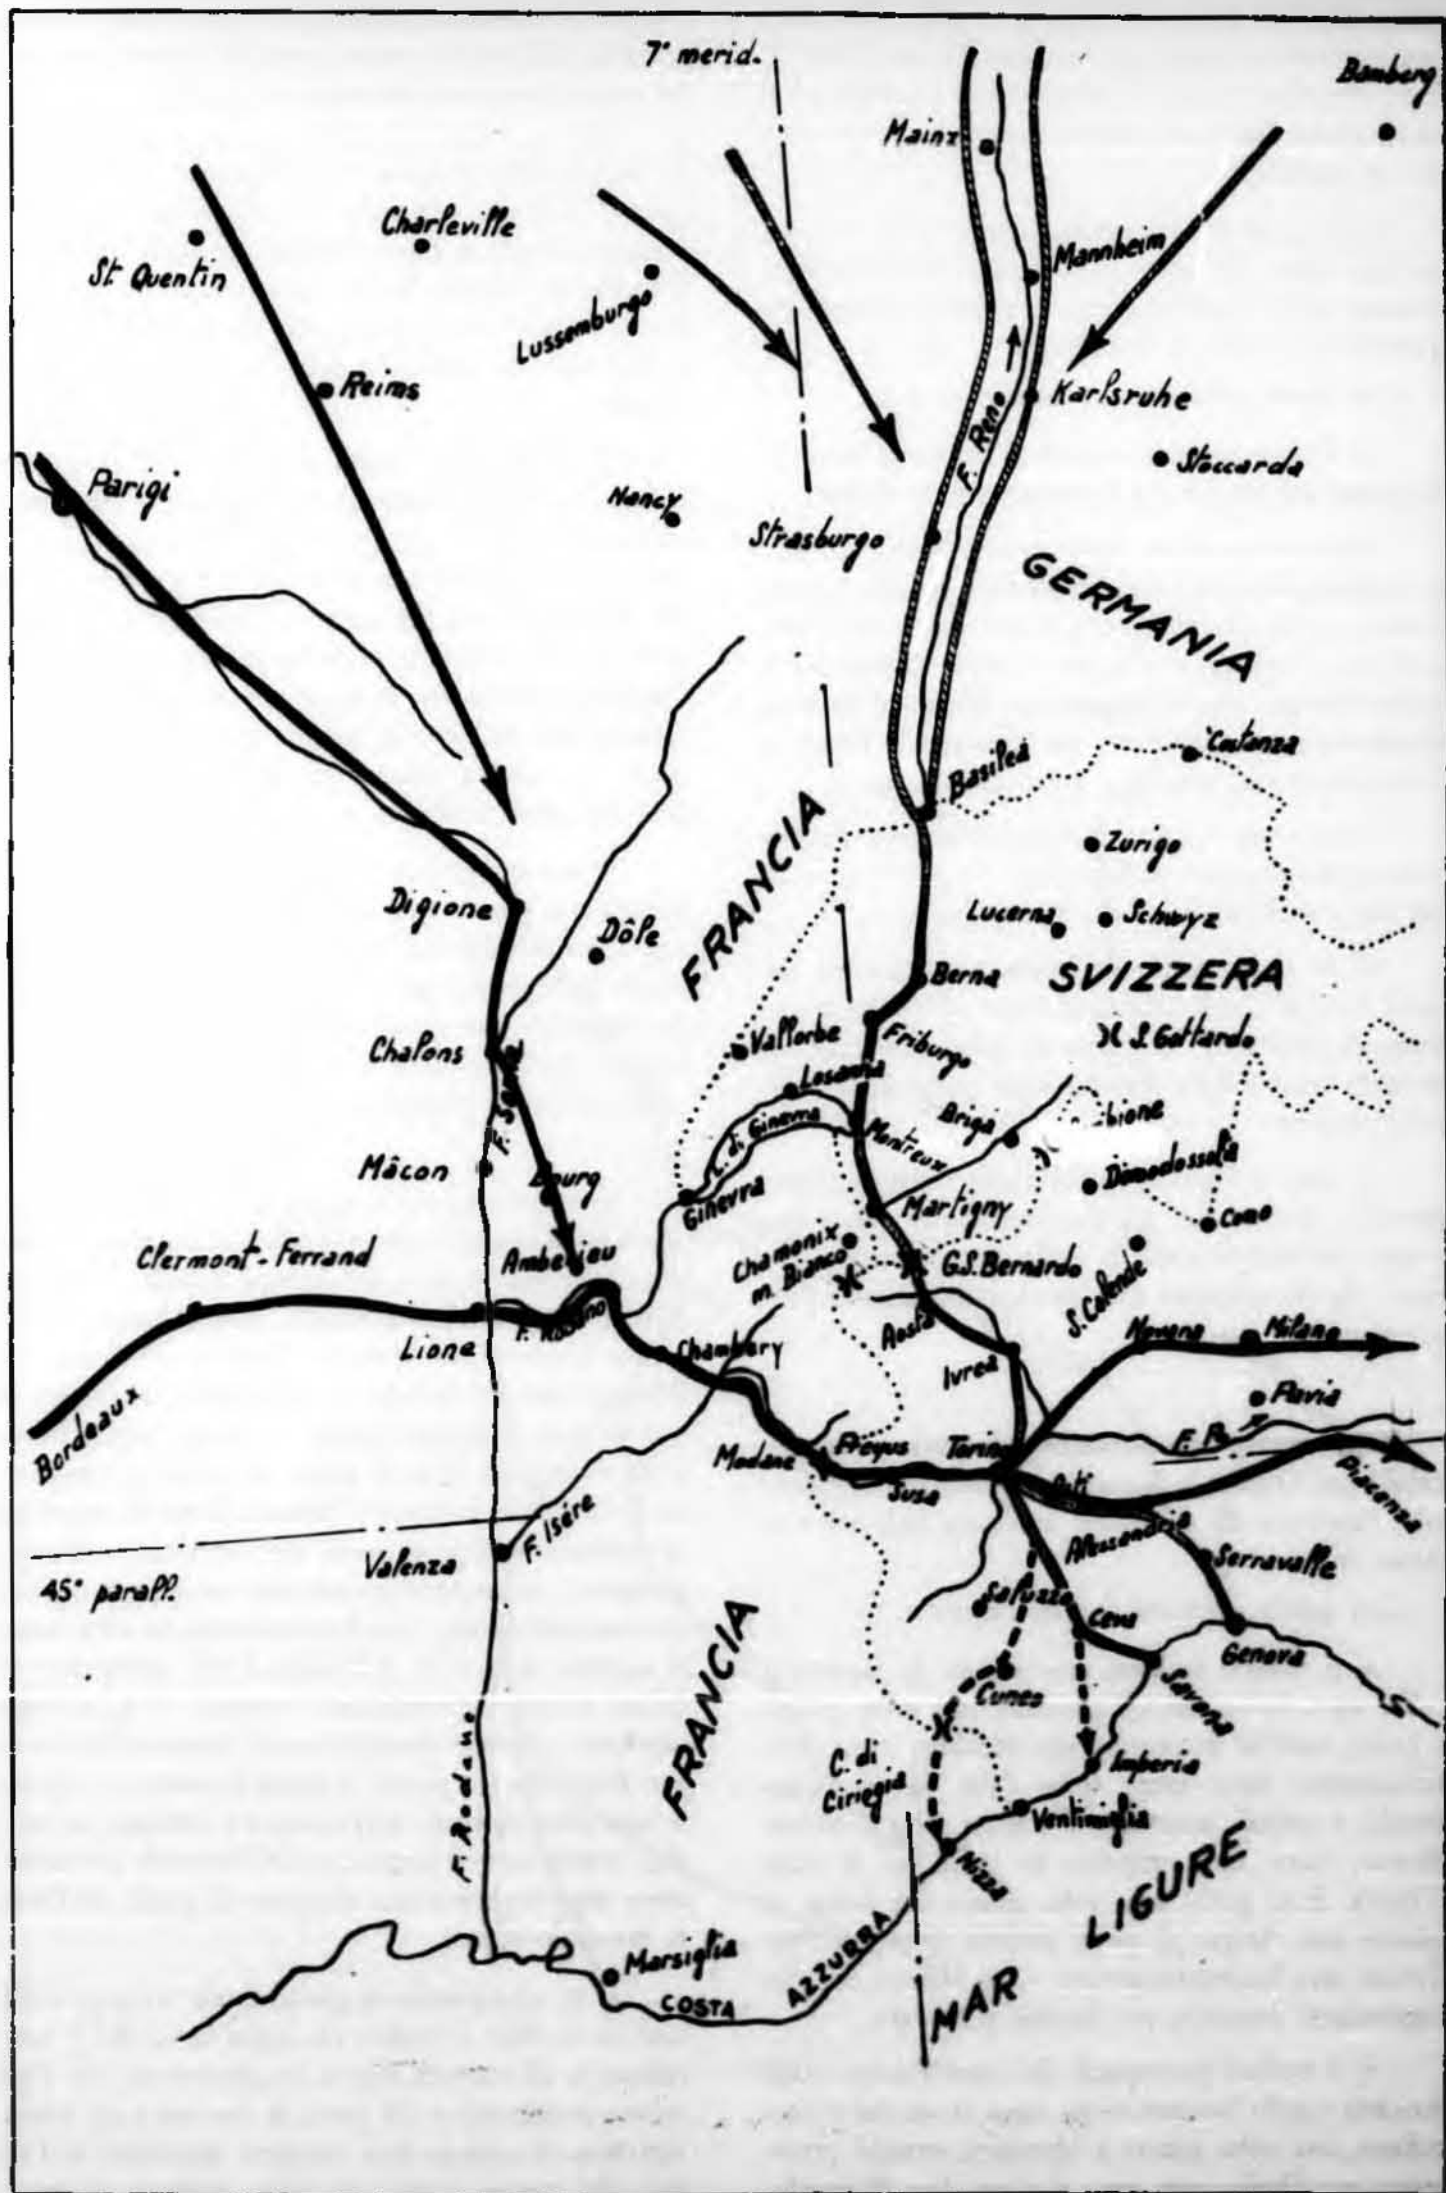 7° merid.
Bamberg
Mainz
Charleville
St. Quentin
Mannheim
Lussemburgo
Reims
Karlsruhe
F. Reno
Stoccarda
Parigi
Nancy
Strasburgo
GERMANIA
Costanza
Basilea
FRANCIA
Zurigo
Digione
Dôle
Lucerna
Schwyz
Berna
SVIZZERA
Chalons
Vallorbe
Friburgo
S. Gottardo
Losanna
L. di Ginevra
Montreux
Briga
Mâcon
Bourg
Ginevra
Domodossola
Martigny
Como
Clermont-Ferrand
Chamonix
m. Bianco
G.S. Bernardo
F. Rodano
Aosta
Novara
Milano
Lione
Chambery
Ivrea
Pavia
Bordeaux
F. Po
Modane
Frejus
Torino
Piacenza
Susa
Asti
F. Isére
Alessandria
Valenza
Serravalle
45° parall.
Saluzzo
Ceva
Genova
Cuneo
Savona
FRANCIA
C. di
Ciriegia
Imperia
F. Rodano
Ventimiglia
Nizza
LIGURE
Marsiglia
AZZURRA
COSTA
MAR